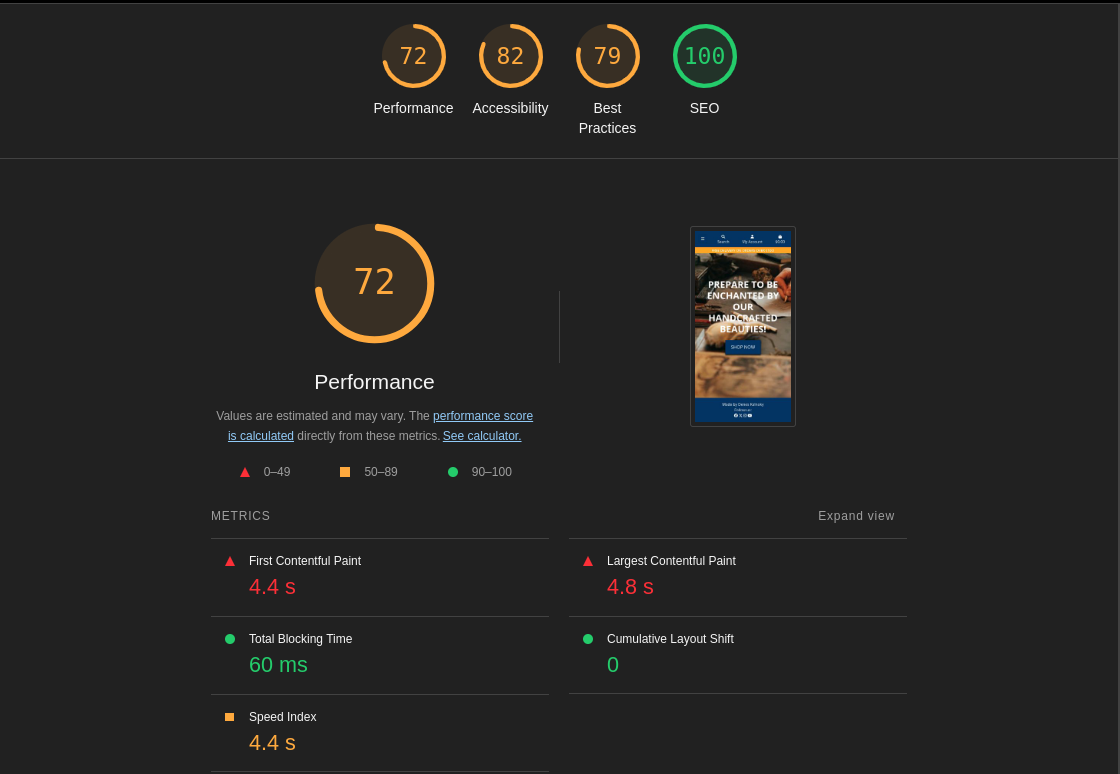 72
82
79
100
Performance
Accessibility
Best
Practices
SEO
72
Search
My Account
PREPARE TO BE
ENCHANTED BY
OUR
HANDCRAFTED
BEAUTIES!
SHOP NOW
Performance
Values are estimated and may vary. The performance score
is calculated directly from these metrics. See calculator.
0–49
50–89
90–100
METRICS
Expand view
First Contentful Paint
4.4 s
Largest Contentful Paint
4.8 s
Total Blocking Time
60 ms
Cumulative Layout Shift
0
Speed Index
4.4 s